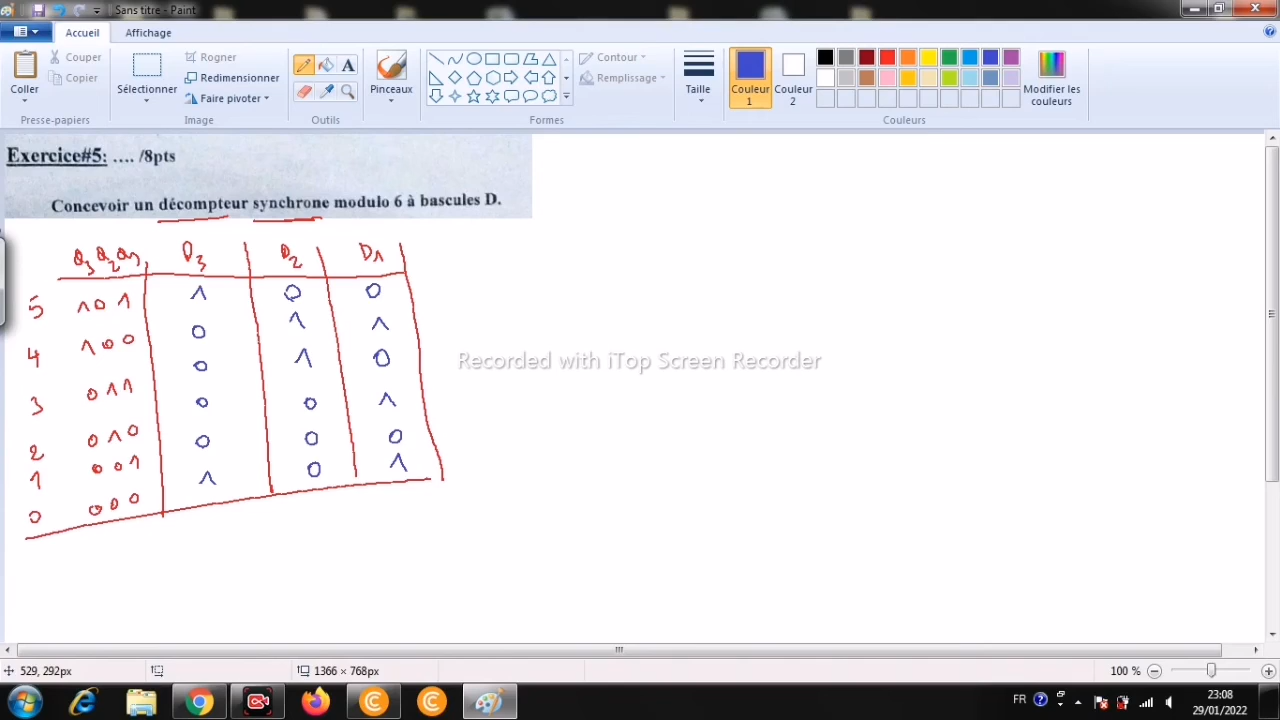 Sans titre - Paint
Accueil Affichage
Coller
Couper
Copier
Presse-papiers
Sélectionner
Rogner
Redimensionner
Faire pivoter
Image
A
Outils
Pinceaux
Formes
Contour
Remplissage
Taille
Couleur 1
Couleur 2
Modifier les couleurs
Couleurs
Exercice#5: .... /8pts
Concevoir un décompteur synchrone modulo 6 à bascules D.
Q3 Q2 Q1 D3 D2 D1
5 101 1 0 0
4 100 0 1 1
3 011 0 1 0
2 010 0 0 1
1 001 0 0 0
0 000 1 0 1
Recorded with iTop Screen Recorder
529, 292px
1366 × 768px
100 %
FR
23:08
29/01/2022